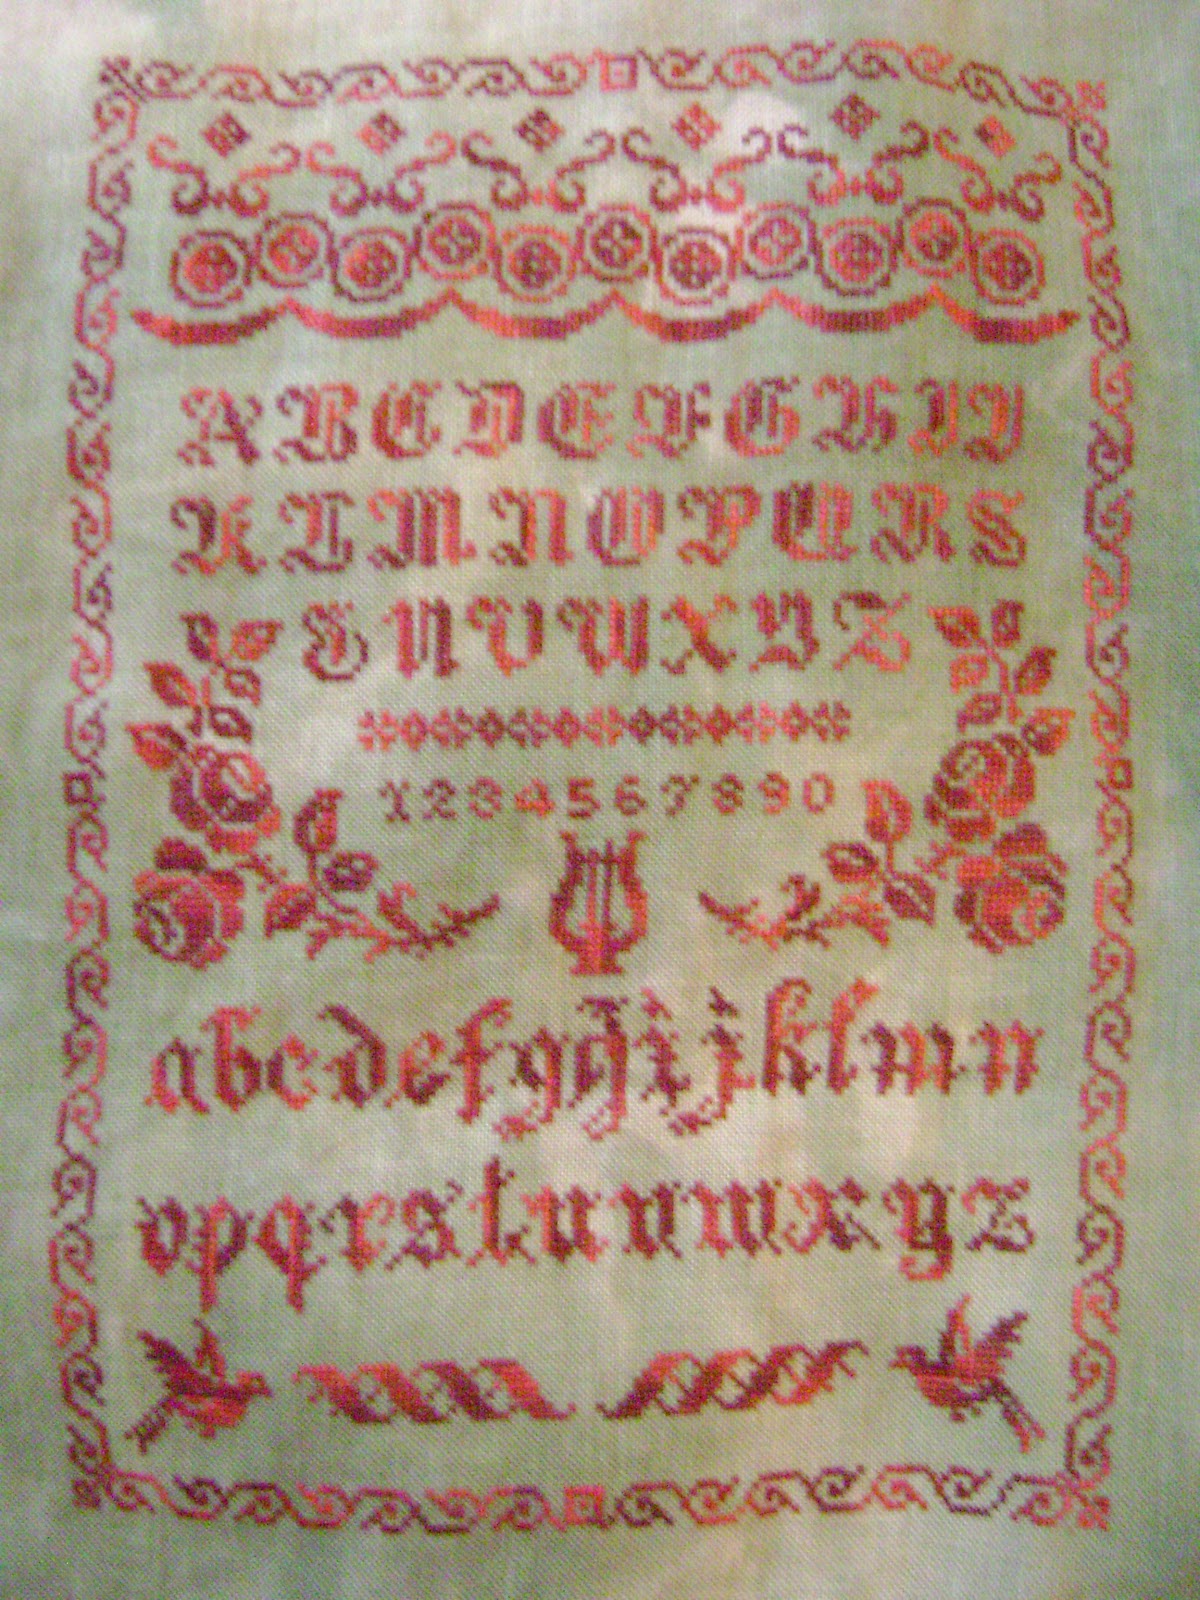 ABCDEFGHIJ
KLMNOPQRS
TUVWXYZ
1234567890
abcdefghijklmn
opqrstuvwxyz